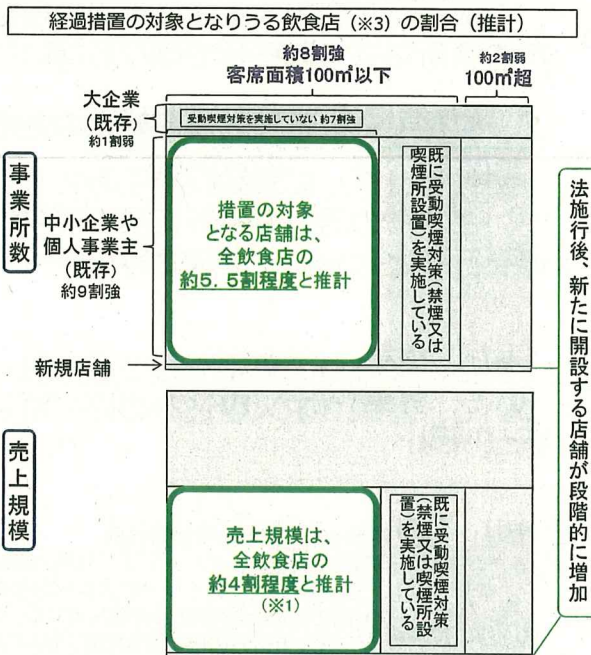 経過措置の対象となりうる飲食店（※3）の割合（推計）
約8割強
客席面積100㎡以下
約2割弱
100㎡超
大企業
（既存）
約1割弱
受動喫煙対策を実施していない 約7割強
事業所数
中小企業や
個人事業主
（既存）
約9割強
措置の対象
となる店舗は、
全飲食店の
約5.5割程度と推計
既に受動喫煙対策（禁煙又は
喫煙所設置）を実施している
新規店舗
法施行後、新たに開設する店舗が段階的に増加
売上規模
売上規模は、
全飲食店の
約4割程度と推計
（※1）
既に受動喫煙対策
（禁煙又は喫煙所設
置）を実施している